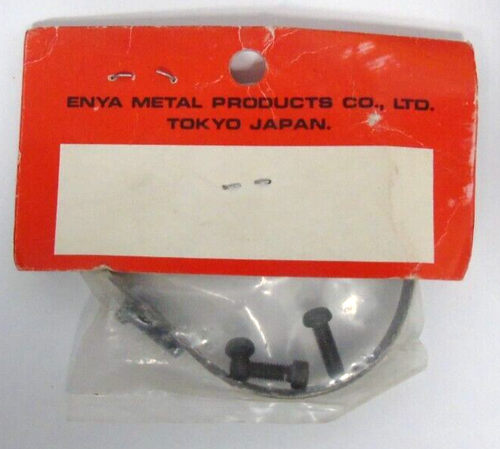 ENYA METAL PRODUCTS CO., LTD.
TOKYO JAPAN.